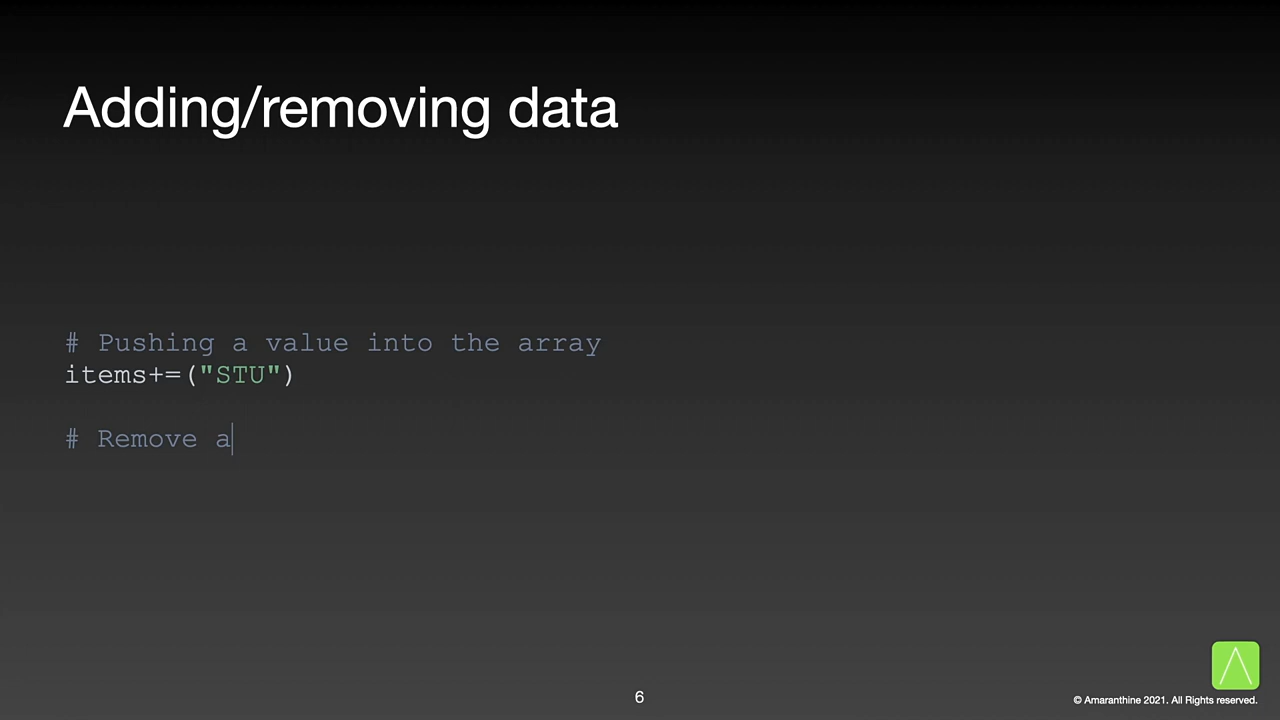 Adding/removing data
# Pushing a value into the array
items+=("STU")
# Remove a
6
© Amaranthine 2021. All Rights reserved.